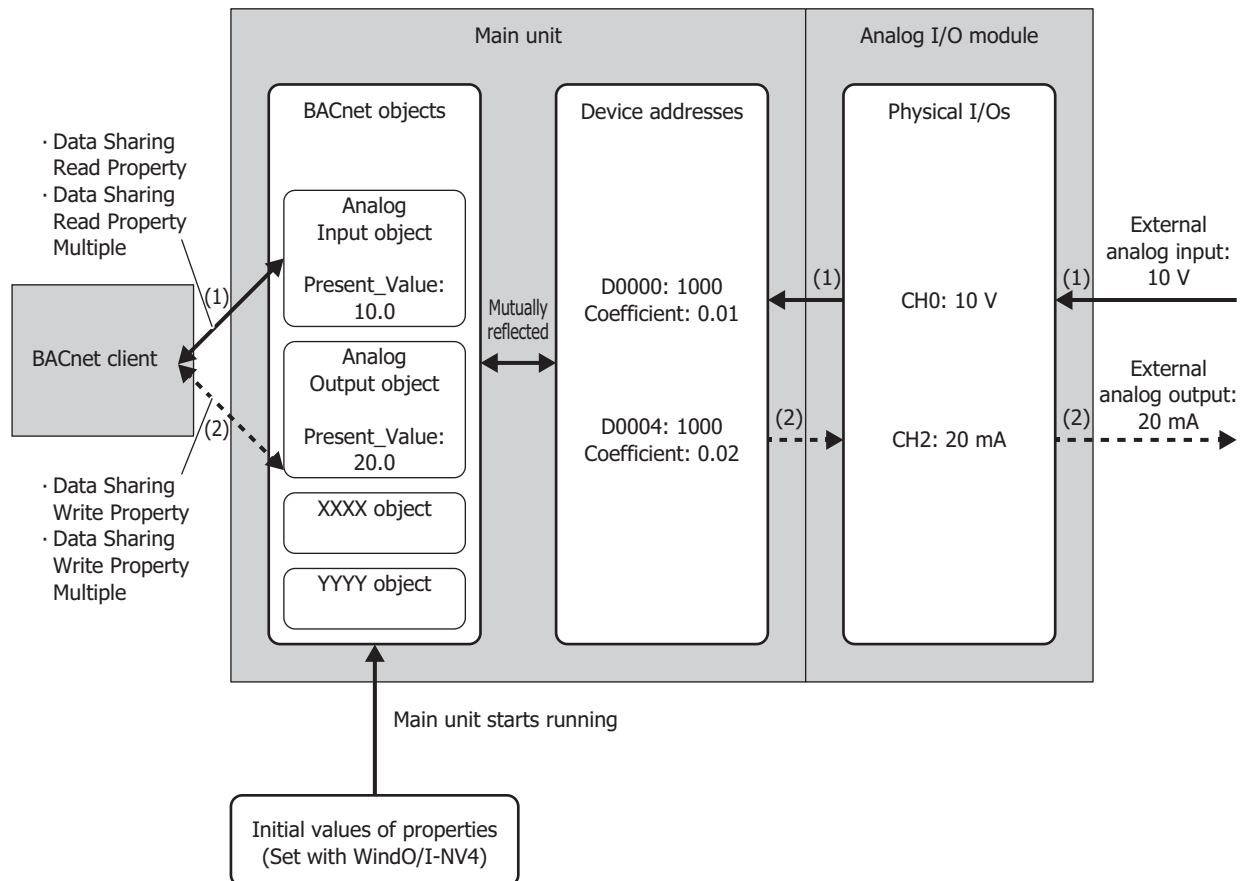 Main unit
Analog I/O module
BACnet objects
Device addresses
Physical I/Os
· Data Sharing
Read Property
· Data Sharing
Read Property
Multiple
(1)
BACnet client
(2)
· Data Sharing
Write Property
· Data Sharing
Write Property
Multiple
Analog
Input object
Present_Value:
10.0
Analog
Output object
Present_Value:
20.0
XXXX object
YYYY object
Mutually
reflected
D0000: 1000
Coefficient: 0.01
D0004: 1000
Coefficient: 0.02
(1)
(2)
CH0: 10 V
CH2: 20 mA
(1)
External
analog input:
10 V
(2)
External
analog output:
20 mA
Main unit starts running
Initial values of properties
(Set with WindO/I-NV4)